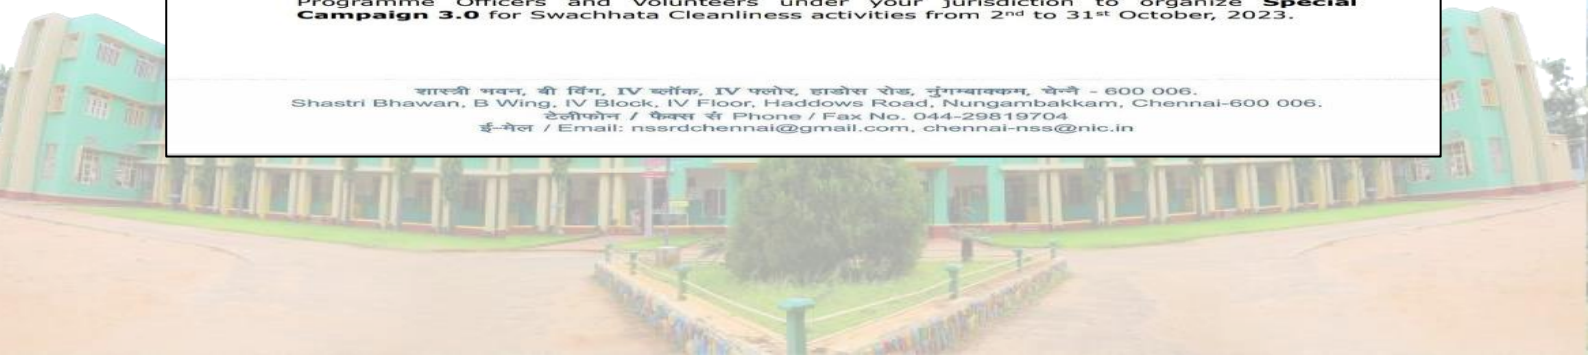 Programme Officers and Volunteers under your jurisdiction to organize Special
Campaign 3.0 for Swachhata Cleanliness activities from 2nd to 31st October, 2023.
शास्त्री भवन, बी विंग, IV ब्लॉक, IV फ्लोर, हाडोस रोड, नुंगम्बाक्कम, चेन्नै - 600 006.
Shastri Bhawan, B Wing, IV Block, IV Floor, Haddows Road, Nungambakkam, Chennai-600 006.
टेलीफोन / फैक्स सं Phone / Fax No. 044-29819704
ई-मेल / Email: nssrdchennai@gmail.com, chennai-nss@nic.in